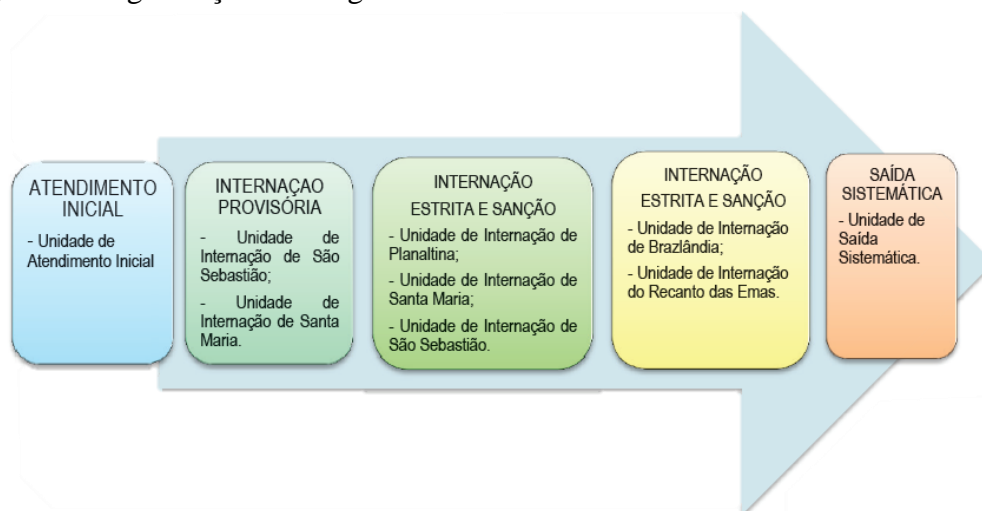 ATENDIMENTO
INICIAL
- Unidade de
Atendimento Inicial
INTERNAÇAO
PROVISÓRIA
- Unidade de
Internação de São
Sebastião;
- Unidade de
Internação de Santa
Maria.
INTERNAÇÃO
ESTRITA E SANÇÃO
- Unidade de Internação de
Planaltina;
- Unidade de Internação de
Santa Maria;
- Unidade de Internação de
São Sebastião.
INTERNAÇÃO
ESTRITA E SANÇÃO
- Unidade de Internação
de Brazlândia;
- Unidade de Internação
do Recanto das Emas.
SAÍDA
SISTEMÁTICA
- Unidade de
Saída
Sistemática.